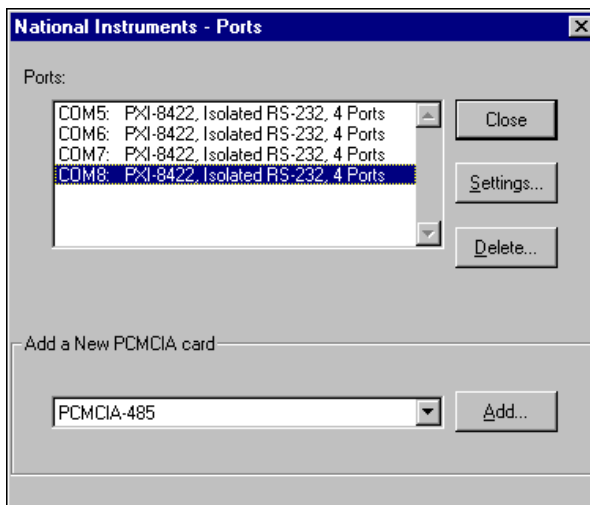 National Instruments - Ports
Ports:
COM5: PXI-8422, Isolated RS-232, 4 Ports
COM6: PXI-8422, Isolated RS-232, 4 Ports
COM7: PXI-8422, Isolated RS-232, 4 Ports
COM8: PXI-8422, Isolated RS-232, 4 Ports
Close
Settings...
Delete...
Add a New PCMCIA card
PCMCIA-485
Add...